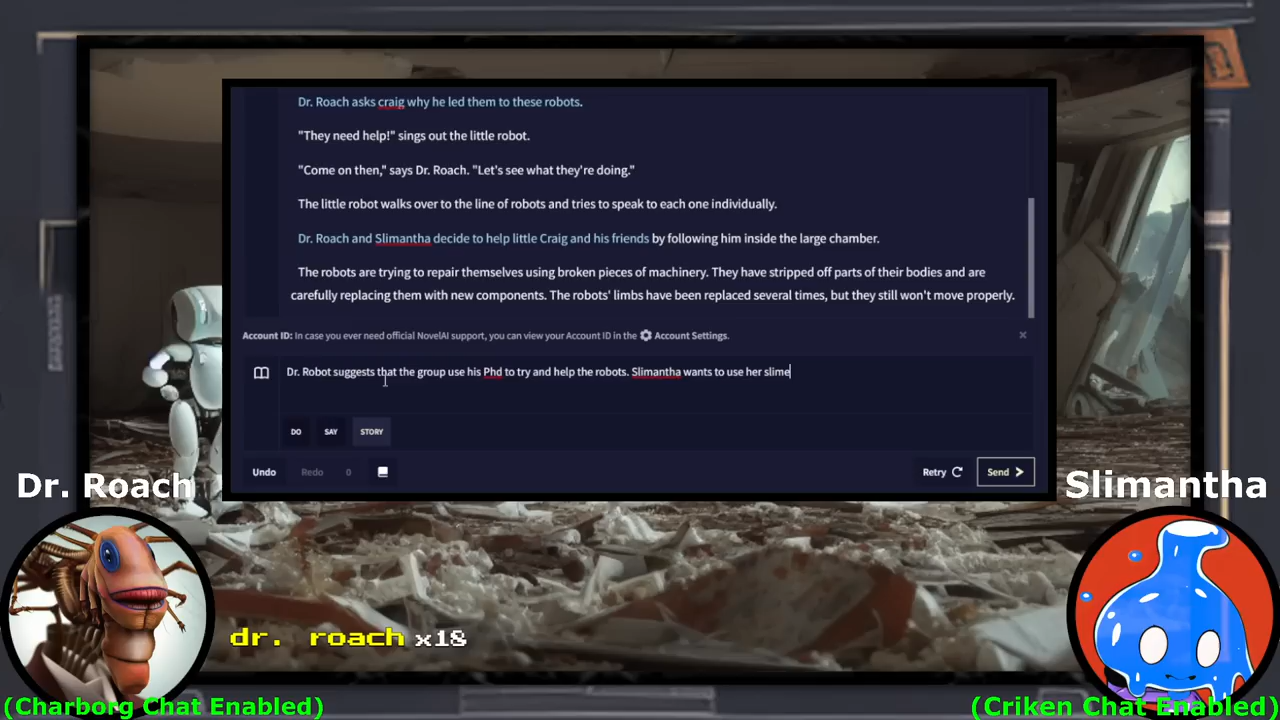 Dr. Roach asks craig why he led them to these robots.
"They need help!" sings out the little robot.
"Come on then," says Dr. Roach. "Let's see what they're doing."
The little robot walks over to the line of robots and tries to speak to each one individually.
Dr. Roach and Slimantha decide to help little Craig and his friends by following him inside the large chamber.
The robots are trying to repair themselves using broken pieces of machinery. They have stripped off parts of their bodies and are
carefully replacing them with new components. The robots' limbs have been replaced several times, but they still won't move properly.
Account ID: In case you ever need official NovelAI support, you can view your Account ID in the Account Settings.
Dr. Robot suggests that the group use his Phd to try and help the robots. Slimantha wants to use her slime
DO SAY STORY
Undo Redo 0 Retry Send
Dr. Roach
Slimantha
dr. roach x18
(Charborg Chat Enabled)
(Criken Chat Enabled)